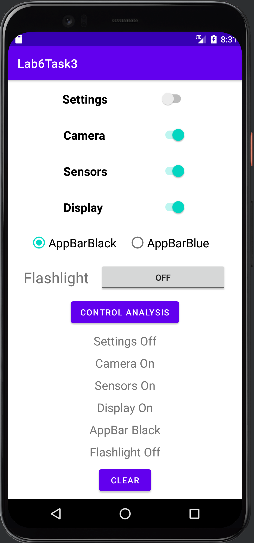 8:31
Lab6Task3
Settings
Camera
Sensors
Display
AppBarBlack AppBarBlue
Flashlight OFF
CONTROL ANALYSIS
Settings Off
Camera On
Sensors On
Display On
AppBar Black
Flashlight Off
CLEAR